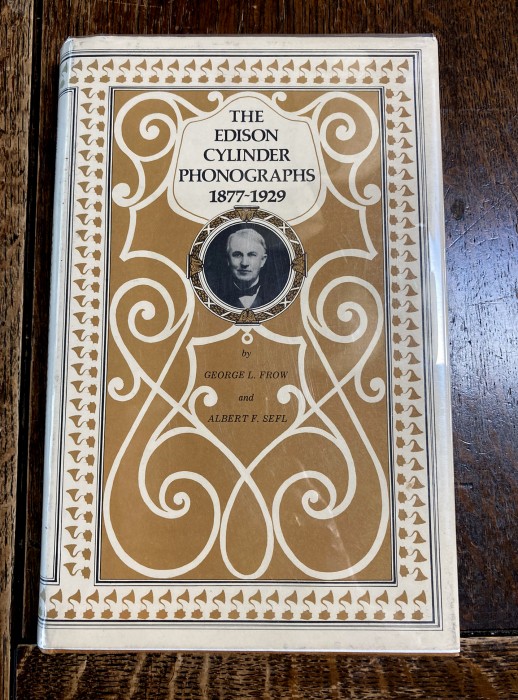 THE
EDISON
CYLINDER
PHONOGRAPHS
1877-1929
by
GEORGE L. FROW
and
ALBERT F. SEFL